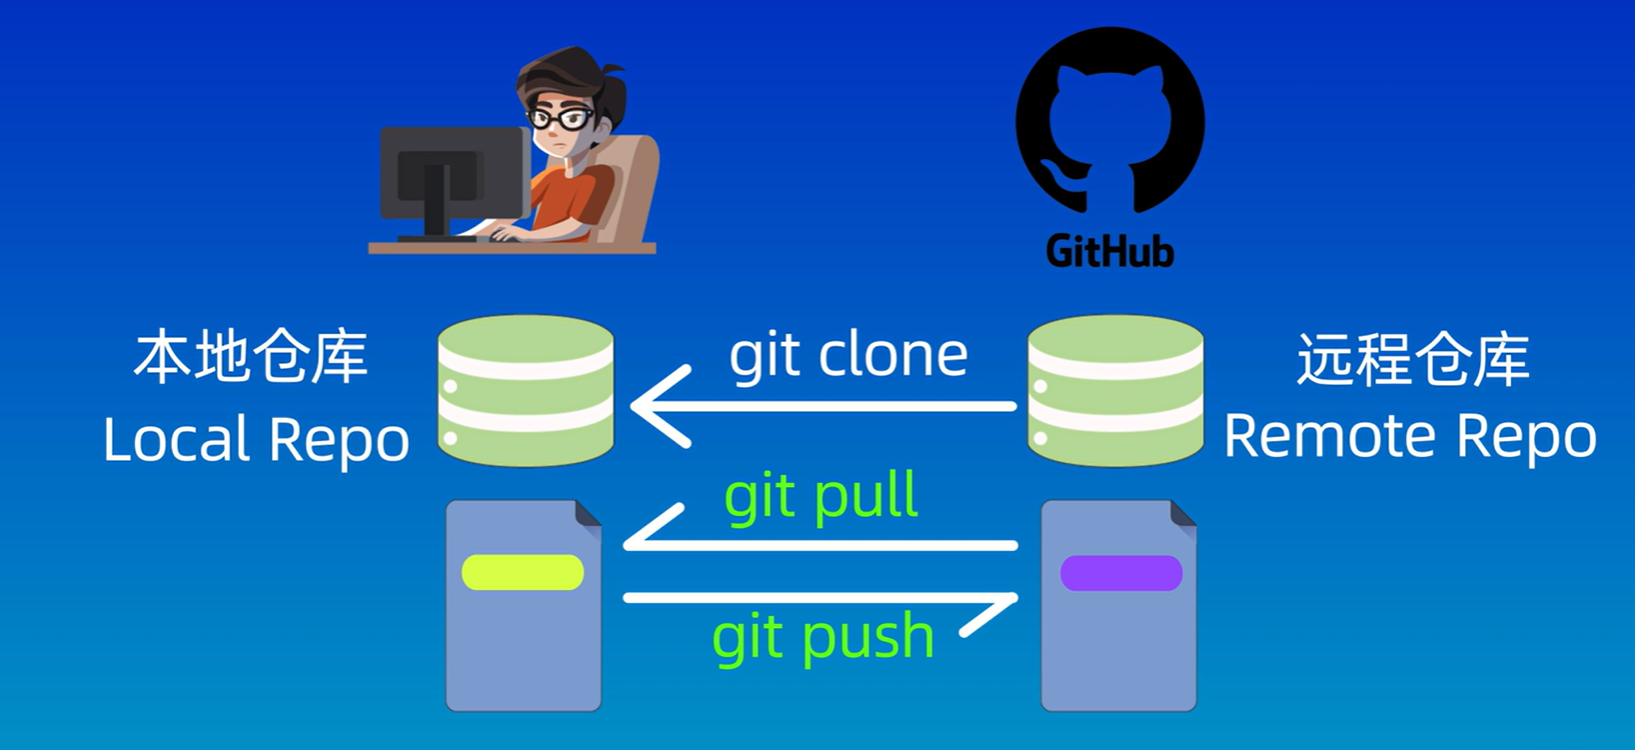 GitHub
本地仓库
Local Repo
git clone
远程仓库
Remote Repo
git pull
git push